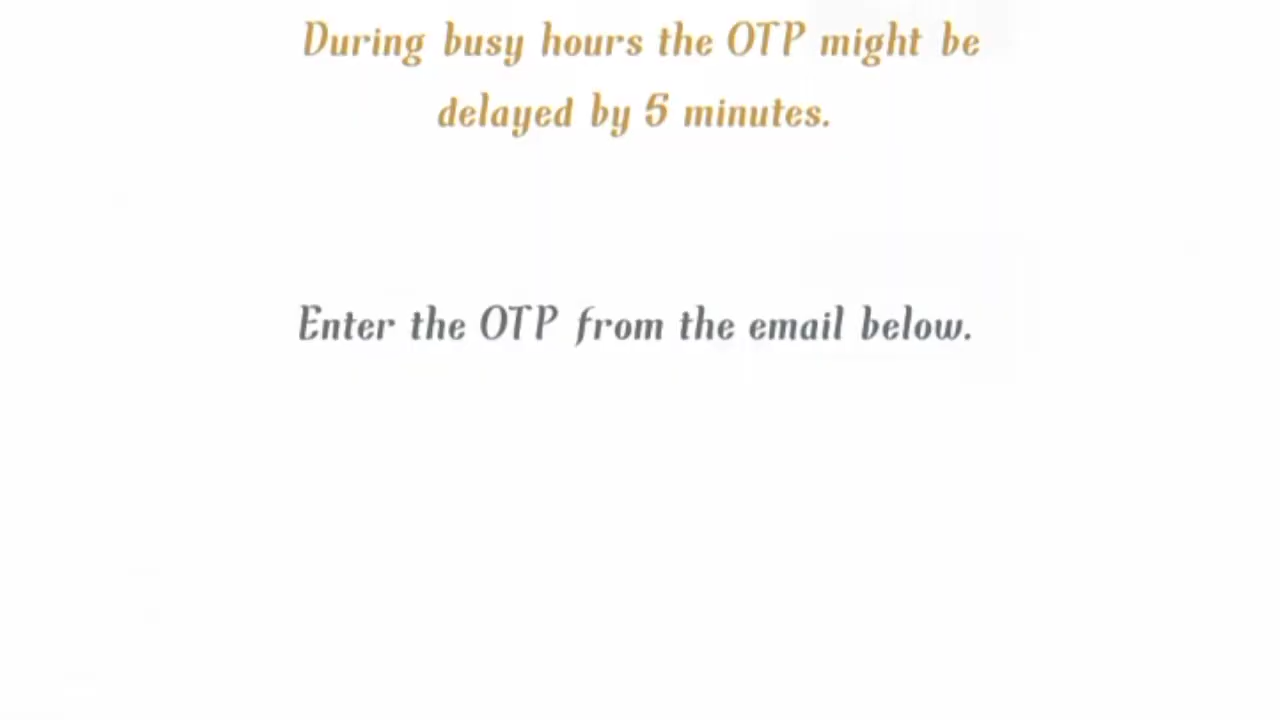 During busy hours the OTP might be
delayed by 5 minutes.
Enter the OTP from the email below.